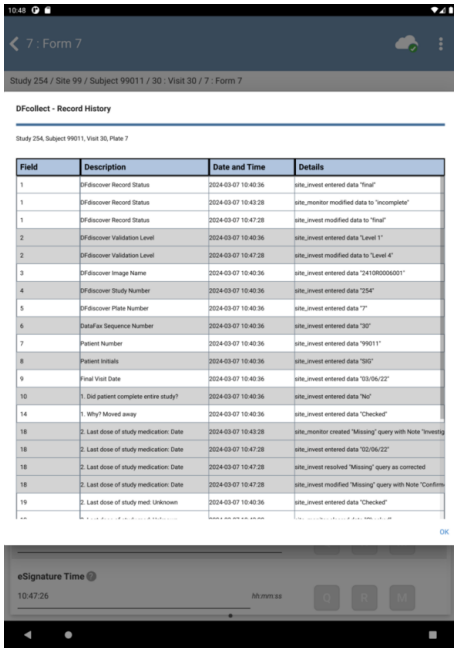 10:48
7 : Form 7
Study 254 / Site 99 / Subject 99011 / 30 : Visit 30 / 7 : Form 7
DFcollect - Record History
Study 254, Subject 99011, Visit 30, Plate 7
Field Description Date and Time Details
1 DFdiscover Record Status 2024-03-07 10:40:36 site_invest entered data "final"
1 DFdiscover Record Status 2024-03-07 10:43:28 site_monitor modified data to "incomplete"
1 DFdiscover Record Status 2024-03-07 10:47:28 site_invest modified data to "final"
2 DFdiscover Validation Level 2024-03-07 10:40:36 site_invest entered data "Level 1"
2 DFdiscover Validation Level 2024-03-07 10:47:28 site_invest modified data to "Level 4"
3 DFdiscover Image Name 2024-03-07 10:40:36 site_invest entered data "2410R0006001"
4 DFdiscover Study Number 2024-03-07 10:40:36 site_invest entered data "254"
5 DFdiscover Plate Number 2024-03-07 10:40:36 site_invest entered data "7"
6 DataFax Sequence Number 2024-03-07 10:40:36 site_invest entered data "30"
7 Patient Number 2024-03-07 10:40:36 site_invest entered data "99011"
8 Patient Initials 2024-03-07 10:40:36 site_invest entered data "SIG"
9 Final Visit Date 2024-03-07 10:40:36 site_invest entered data "03/06/22"
10 1. Did patient complete entire study? 2024-03-07 10:40:36 site_invest entered data "No"
14 1. Why? Moved away 2024-03-07 10:40:36 site_invest entered data "Checked"
18 2. Last dose of study medication: Date 2024-03-07 10:43:28 site_monitor created "Missing" query with Note "Investig
18 2. Last dose of study medication: Date 2024-03-07 10:47:28 site_invest entered data "02/06/22"
18 2. Last dose of study medication: Date 2024-03-07 10:47:28 site_invest resolved "Missing" query as corrected
18 2. Last dose of study medication: Date 2024-03-07 10:47:28 site_invest modified "Missing" query with Note "Confirm
19 2. Last dose of study med: Unknown 2024-03-07 10:40:36 site_invest entered data "Checked"
OK
eSignature Time
10:47:26 hh:mm:ss Q R M